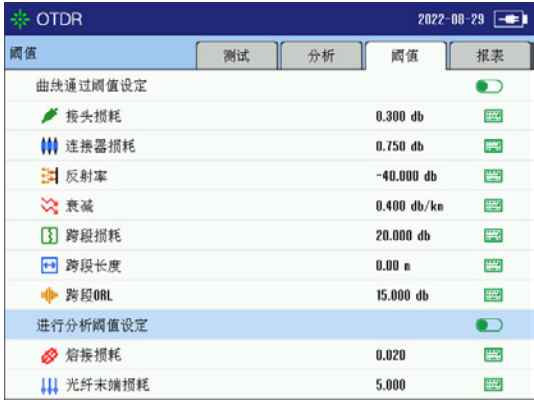 OTDR 2022-08-29
阈值 测试 分析 阈值 报表
曲线通过阈值设定
接头损耗 0.300 db
连接器损耗 0.750 db
反射率 -40.000 db
衰减 0.400 db/km
跨段损耗 20.000 db
跨段长度 0.00 m
跨段ORL 15.000 db
进行分析阈值设定
熔接损耗 0.020
光纤末端损耗 5.000